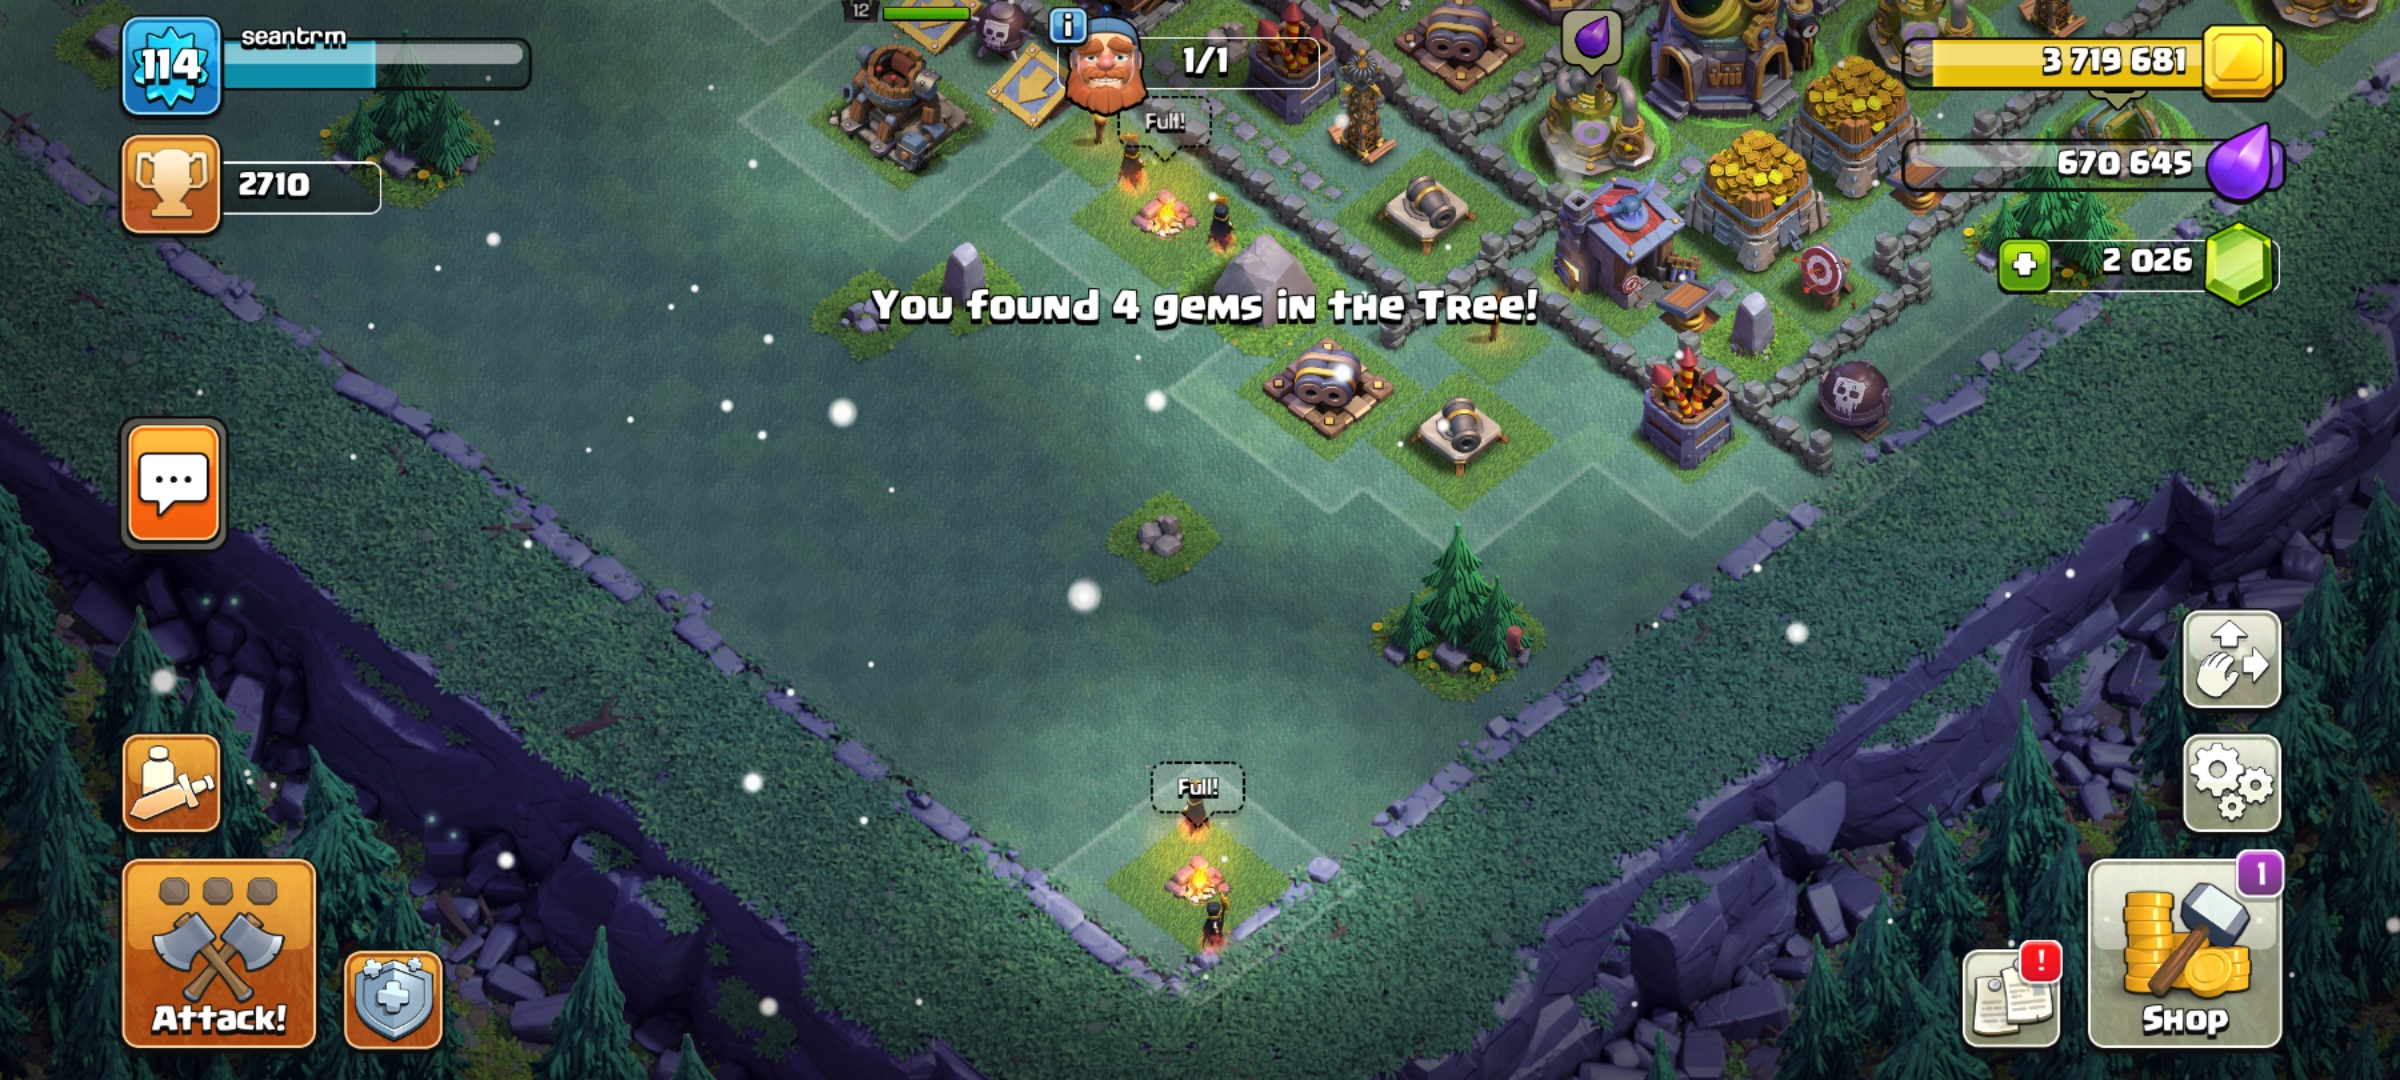 114
seantrm
12
i
1/1
3 719 681
2710
Full!
670 645
2 026
You found 4 gems in the Tree!
Full!
Attack!
1
!
Shop